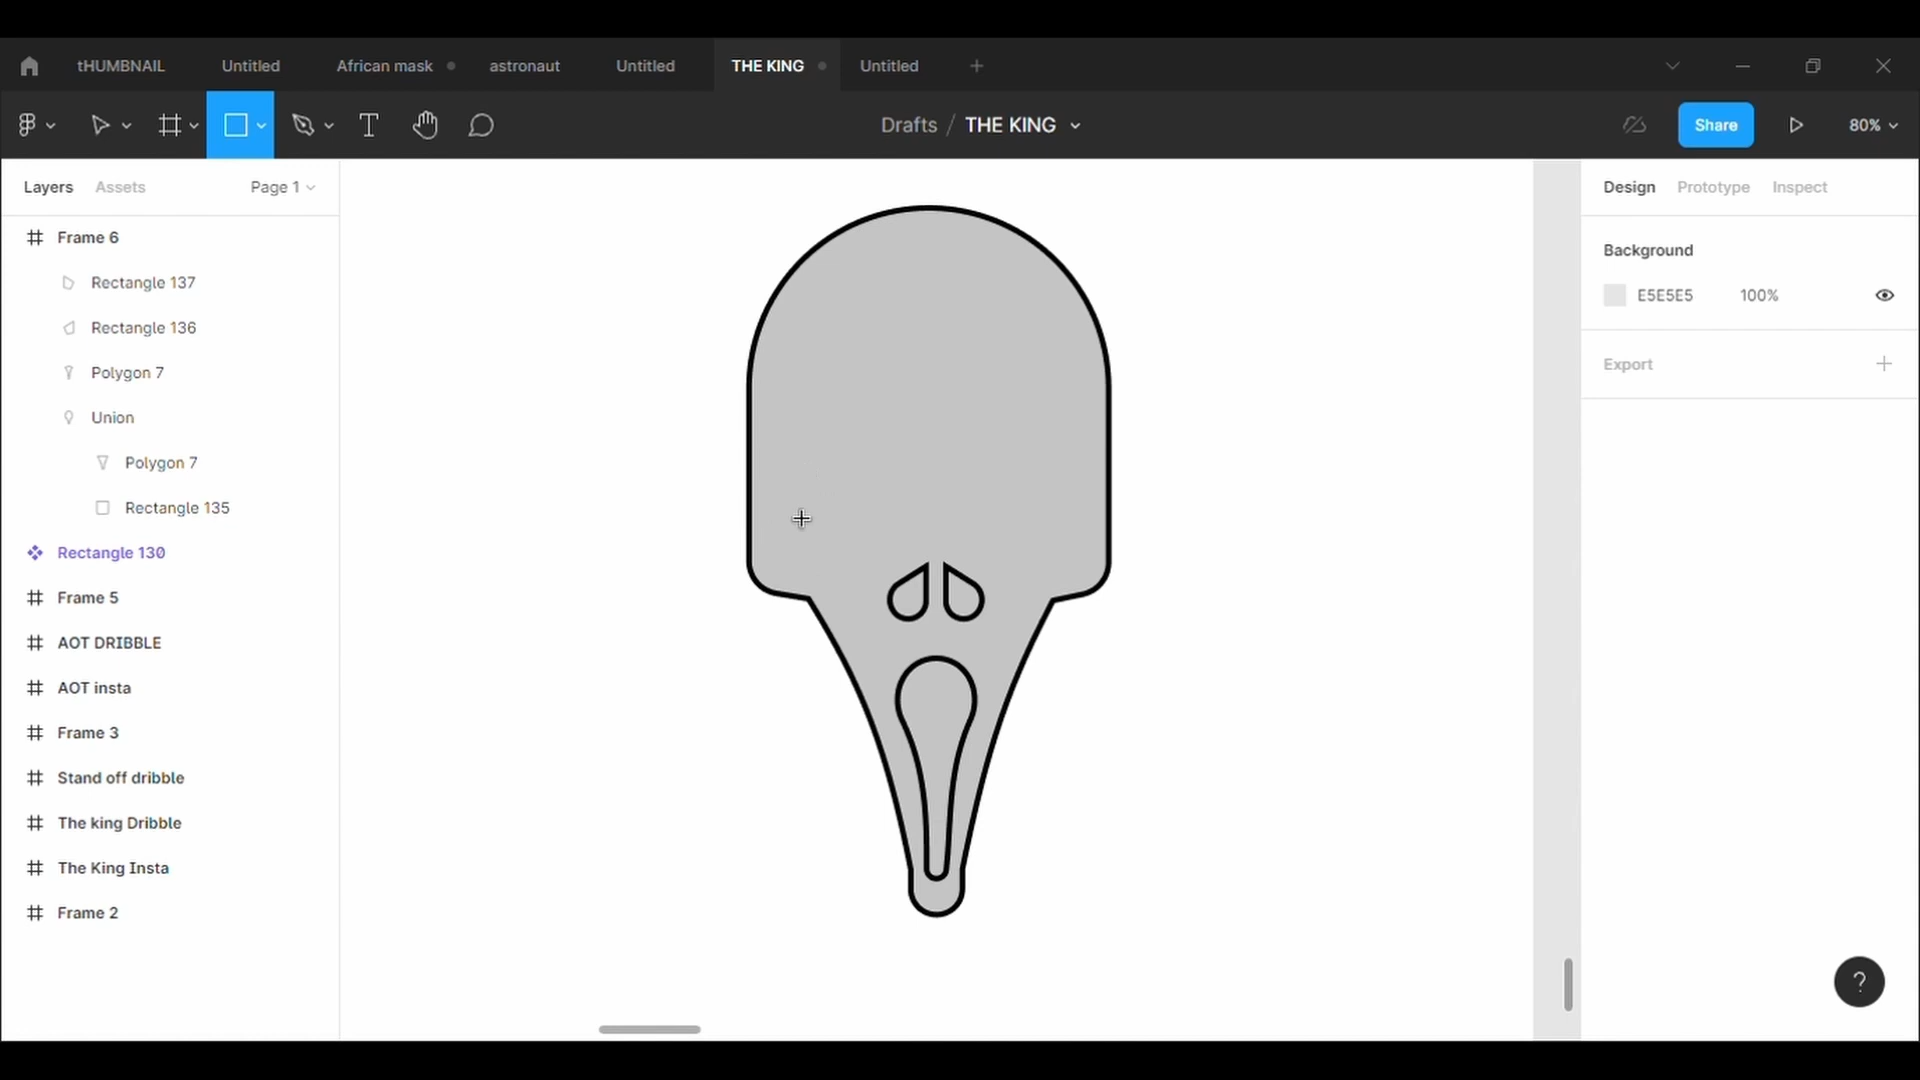 tHUMBNAIL Untitled African mask astronaut Untitled THE KING Untitled
Drafts / THE KING Share 80%
Layers Assets Page 1
Design Prototype Inspect
Frame 6
Rectangle 137
Rectangle 136
Polygon 7
Union
Polygon 7
Rectangle 135
Rectangle 130
Frame 5
AOT DRIBBLE
AOT insta
Frame 3
Stand off dribble
The king Dribble
The King Insta
Frame 2
Background
E5E5E5 100%
Export
?